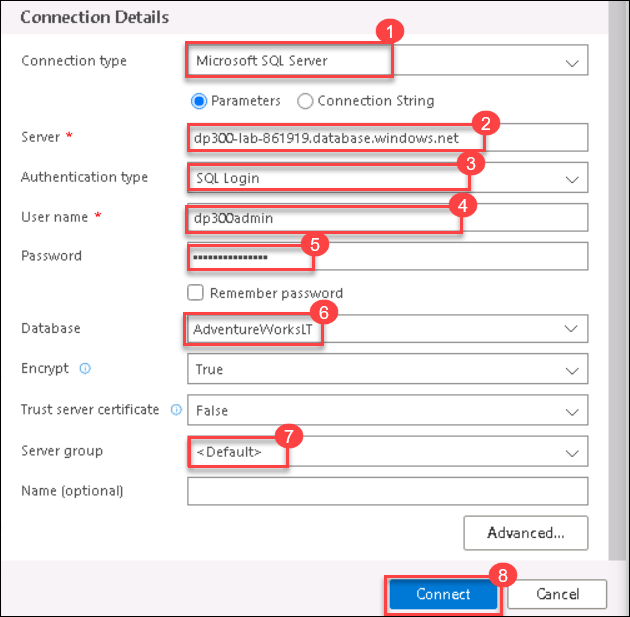 Connection Details
1
Connection type Microsoft SQL Server
Parameters Connection String
2
Server * dp300-lab-861919.database.windows.net
3
Authentication type SQL Login
4
User name * dp300admin
5
Password •••••••••••••••
Remember password
6
Database AdventureWorksLT
Encrypt True
Trust server certificate False
7
Server group <Default>
Name (optional)
Advanced...
8
Connect Cancel